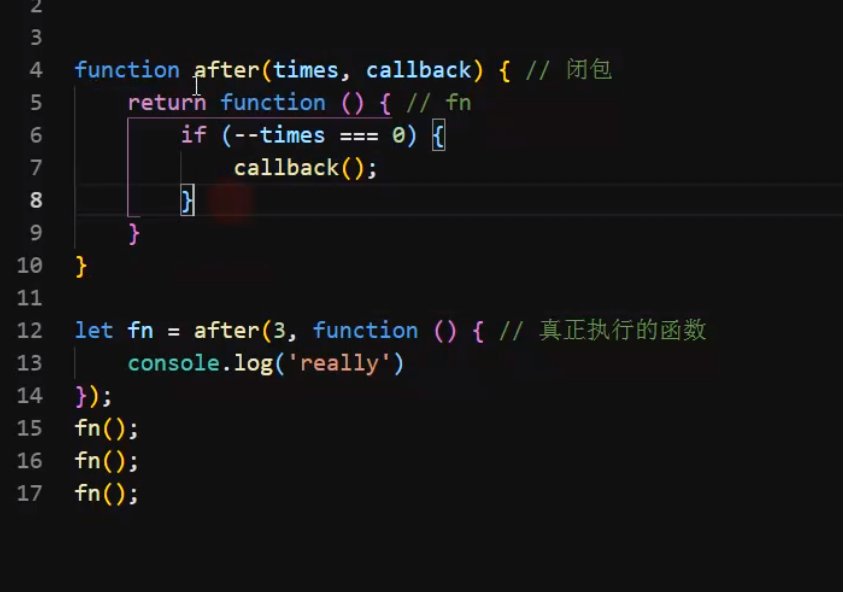 2
3
4 function after(times, callback) { // 闭包
5     return function () { // fn
6         if (--times === 0) {
7             callback();
8         }
9     }
10 }
11
12 let fn = after(3, function () { // 真正执行的函数
13     console.log('really')
14 });
15 fn();
16 fn();
17 fn();